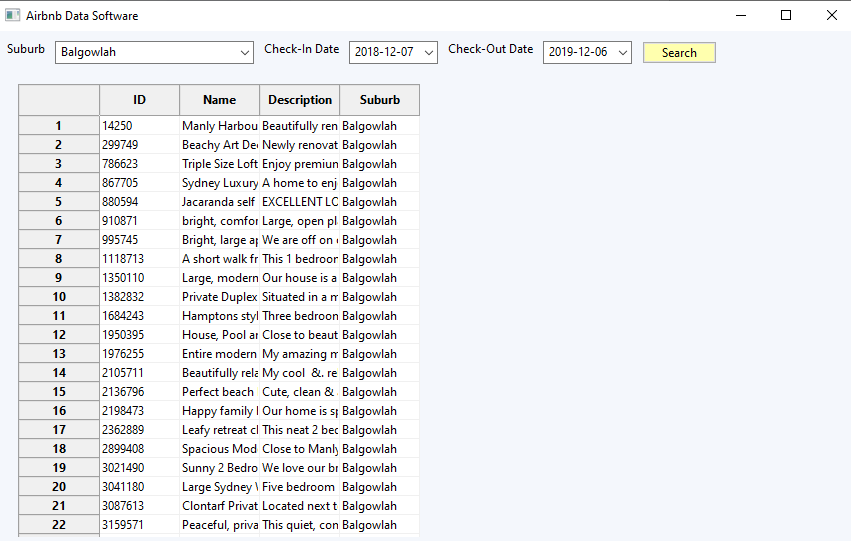 Airbnb Data Software
Suburb Balgowlah Check-In Date 2018-12-07 Check-Out Date 2019-12-06 Search
ID Name Description Suburb
1 14250 Manly Harbou Beautifully ren Balgowlah
2 299749 Beachy Art De Newly renovat Balgowlah
3 786623 Triple Size Loft Enjoy premiun Balgowlah
4 867705 Sydney Luxury A home to enj Balgowlah
5 880594 Jacaranda self EXCELLENT LO Balgowlah
6 910871 bright, comfor Large, open pl Balgowlah
7 995745 Bright, large ap We are off on Balgowlah
8 1118713 A short walk fr This 1 bedroon Balgowlah
9 1350110 Large, modern Our house is a Balgowlah
10 1382832 Private Duplex Situated in a m Balgowlah
11 1684243 Hamptons styl Three bedroon Balgowlah
12 1950395 House, Pool ar Close to beaut Balgowlah
13 1976255 Entire modern My amazing m Balgowlah
14 2105711 Beautifully rela My cool &. re Balgowlah
15 2136796 Perfect beach Cute, clean & Balgowlah
16 2198473 Happy family Our home is sp Balgowlah
17 2362889 Leafy retreat cl This neat 2 bec Balgowlah
18 2899408 Spacious Mod Close to Manly Balgowlah
19 3021490 Sunny 2 Bedro We love our br Balgowlah
20 3041180 Large Sydney Five bedroom Balgowlah
21 3087613 Clontarf Privat Located next t Balgowlah
22 3159571 Peaceful, priva This quiet, con Balgowlah